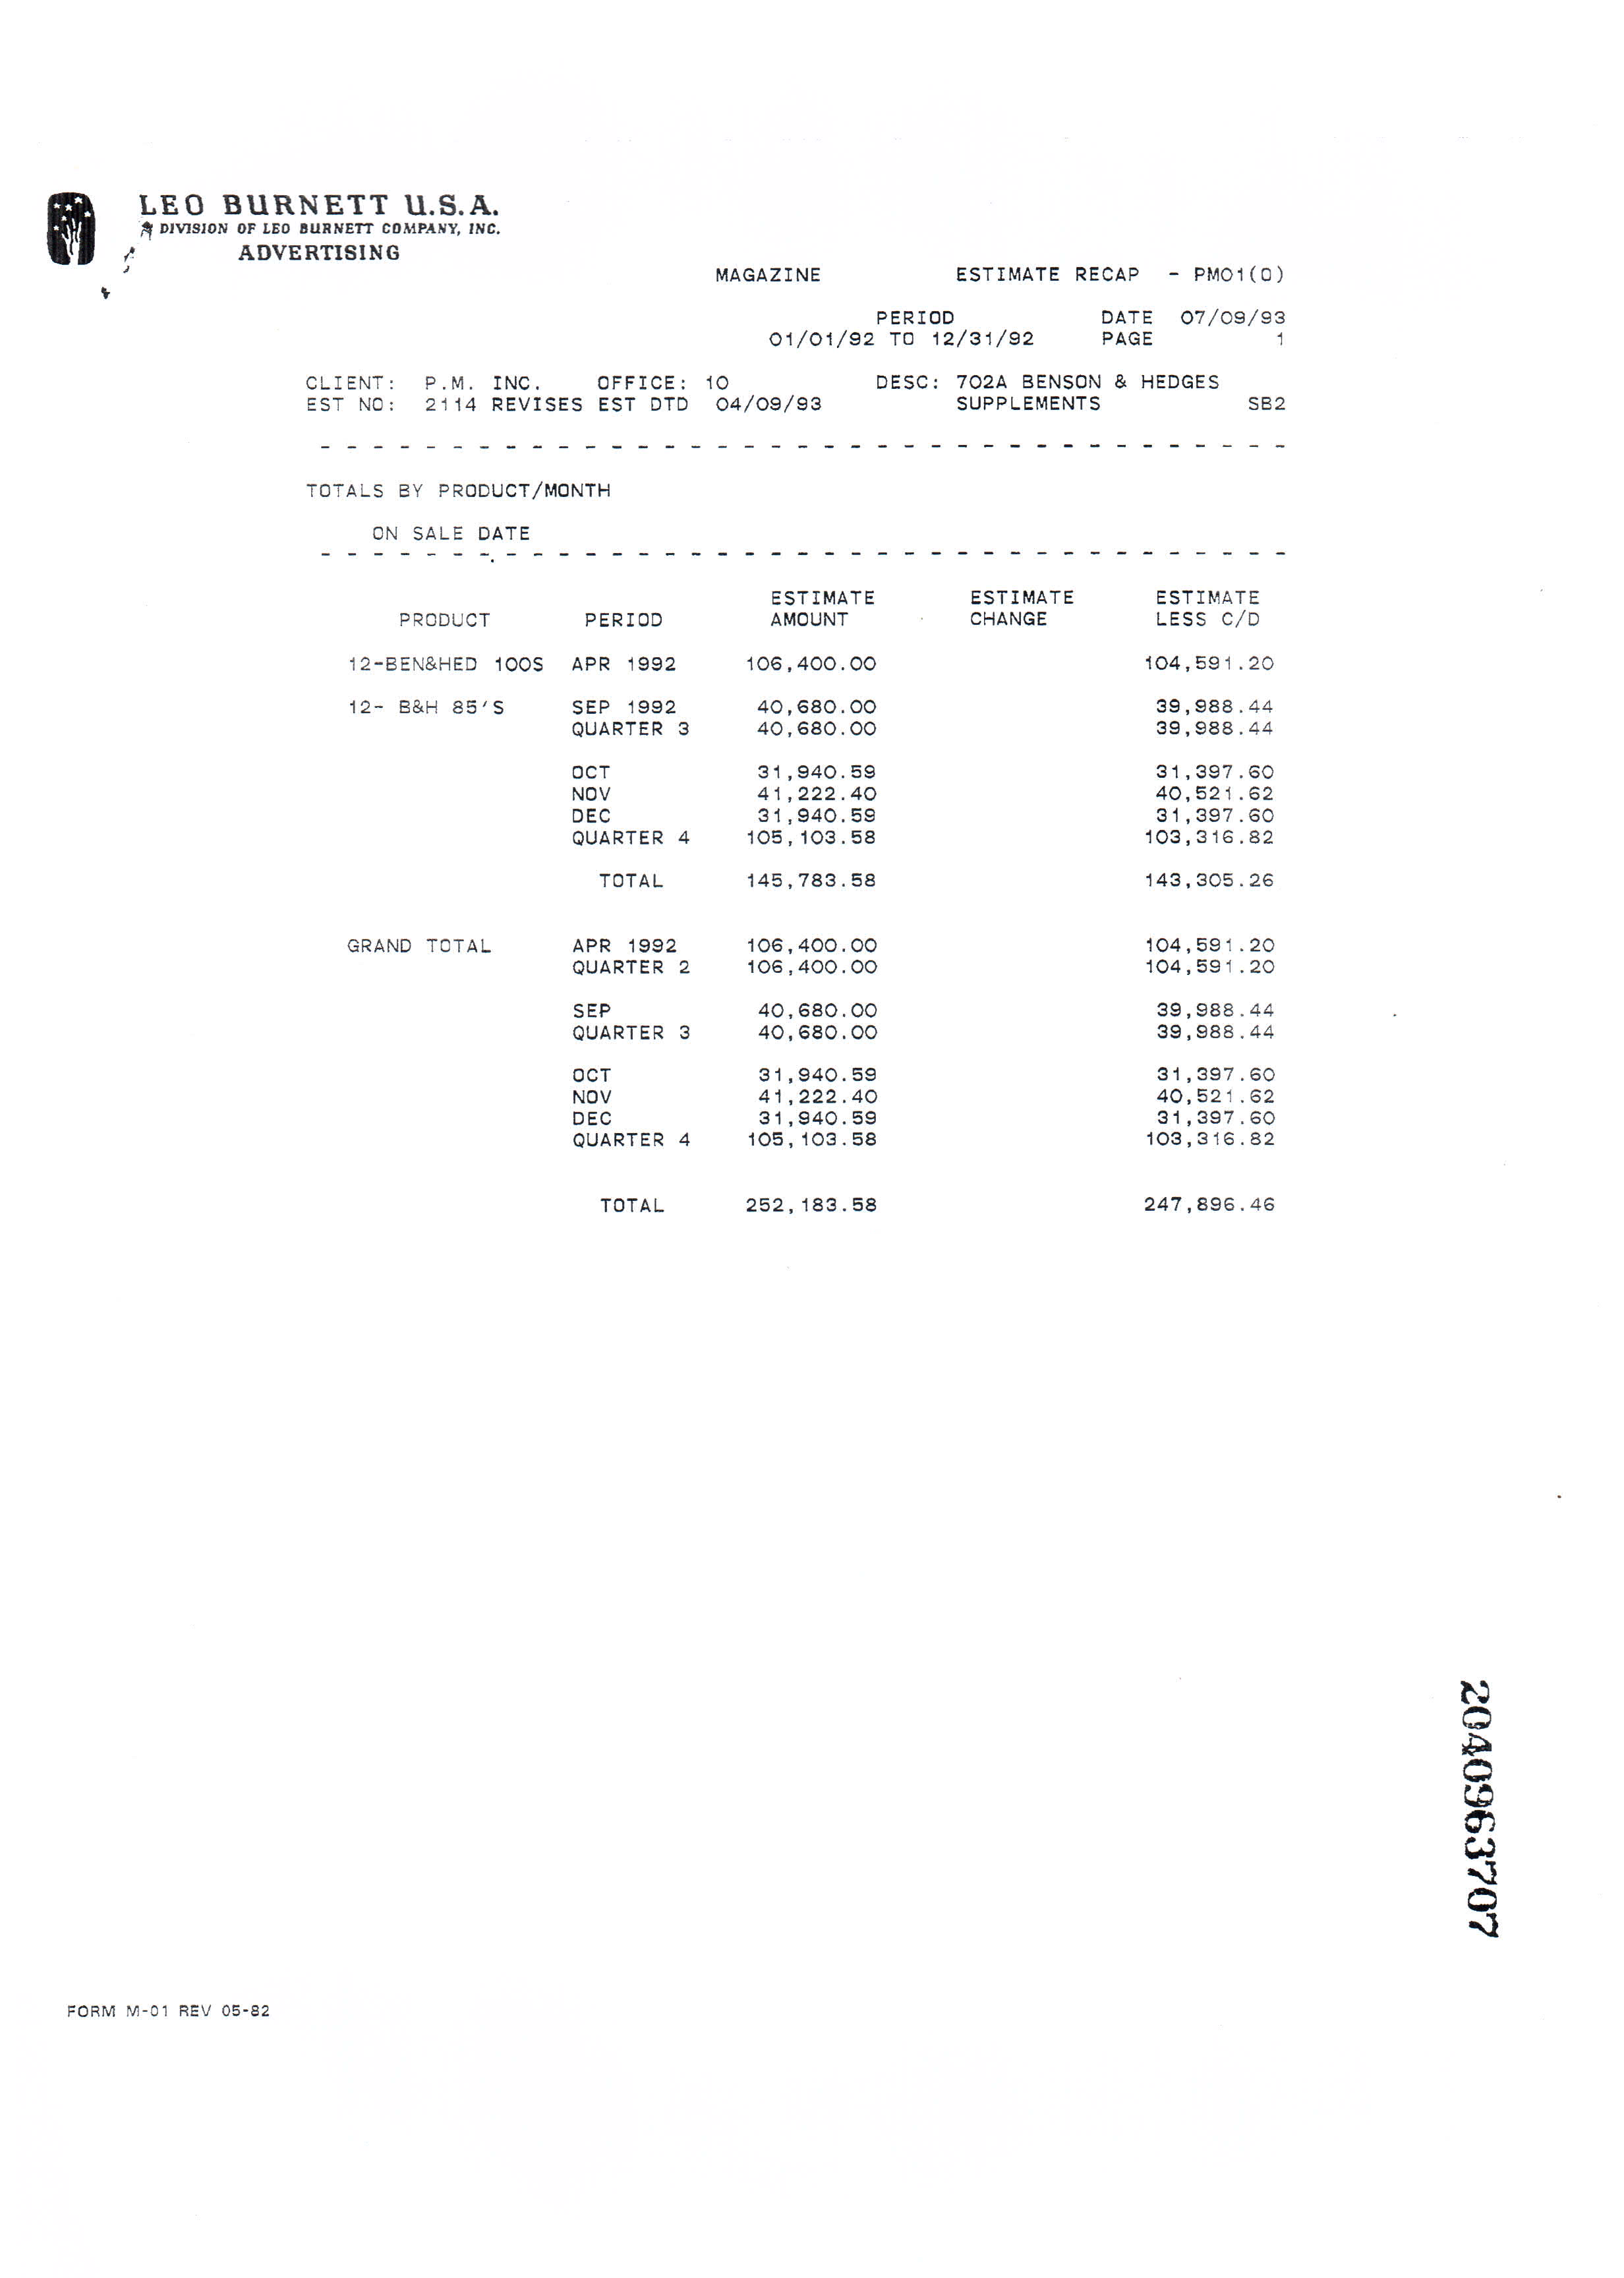 LEO BURNETT U.S.A.
A DIVISION OF LEO BURNETT COMPANY, INC.
ADVERTISING
MAGAZINE ESTIMATE RECAP - PM01(0)
PERIOD DATE 07/09/93
01/01/92 TO 12/31/92 PAGE 1
CLIENT: P.M. INC. OFFICE: 10 DESC: 702A BENSON & HEDGES
EST NO: 2114 REVISES EST DTD 04/09/93 SUPPLEMENTS SB2
- - - - - - - - - - - - - - - - - - - - - - - - - - - - - - - - - - - - -
TOTALS BY PRODUCT/MONTH
ON SALE DATE
- - - - - - - - - - - - - - - - - - - - - - - - - - - - - - - - - - - - -
ESTIMATE ESTIMATE ESTIMATE
PRODUCT PERIOD AMOUNT CHANGE LESS C/D
12-BEN&HED 100S APR 1992 106,400.00 104,591.20
12- B&H 85'S SEP 1992 40,680.00 39,988.44
QUARTER 3 40,680.00 39,988.44
OCT 31,940.59 31,397.60
NOV 41,222.40 40,521.62
DEC 31,940.59 31,397.60
QUARTER 4 105,103.58 103,316.82
TOTAL 145,783.58 143,305.26
GRAND TOTAL APR 1992 106,400.00 104,591.20
QUARTER 2 106,400.00 104,591.20
SEP 40,680.00 39,988.44
QUARTER 3 40,680.00 39,988.44
OCT 31,940.59 31,397.60
NOV 41,222.40 40,521.62
DEC 31,940.59 31,397.60
QUARTER 4 105,103.58 103,316.82
TOTAL 252,183.58 247,896.46
2040963707
FORM M-01 REV 05-82